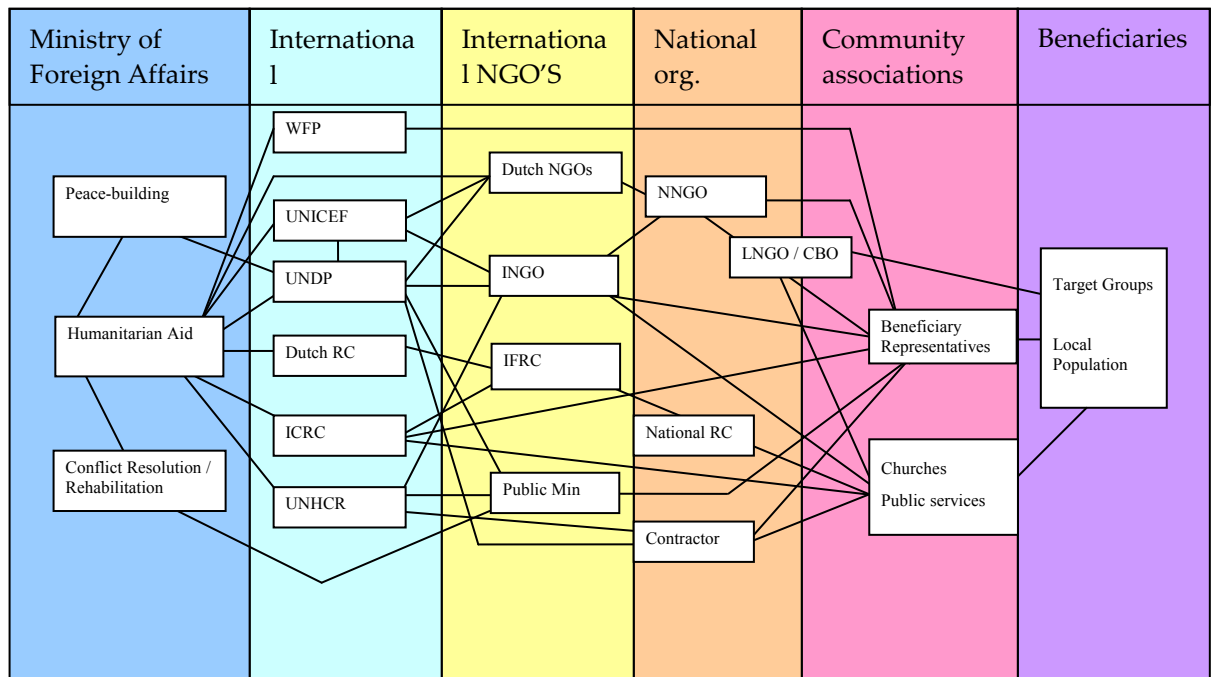 Ministry of
Foreign Affairs
Internationa
l
Internationa
l NGO'S
National
org.
Community
associations
Beneficiaries
Peace-building
Humanitarian Aid
Conflict Resolution /
Rehabilitation
WFP
UNICEF
UNDP
Dutch RC
ICRC
UNHCR
Dutch NGOs
INGO
IFRC
Public Min
NNGO
LNGO / CBO
National RC
Contractor
Beneficiary
Representatives
Churches
Public services
Target Groups
Local
Population